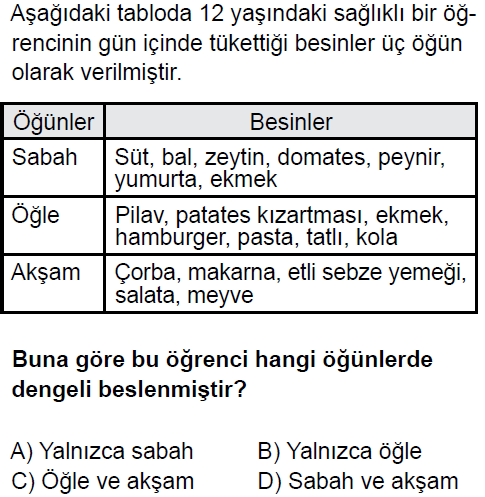 Aşağıdaki tabloda 12 yaşındaki sağlıklı bir öğ-
rencinin gün içinde tükettiği besinler üç öğün
olarak verilmiştir.
Öğünler Besinler
Sabah Süt, bal, zeytin, domates, peynir,
yumurta, ekmek
Öğle Pilav, patates kızartması, ekmek,
hamburger, pasta, tatlı, kola
Akşam Çorba, makarna, etli sebze yemeği,
salata, meyve
Buna göre bu öğrenci hangi öğünlerde
dengeli beslenmiştir?
A) Yalnızca sabah B) Yalnızca öğle
C) Öğle ve akşam D) Sabah ve akşam